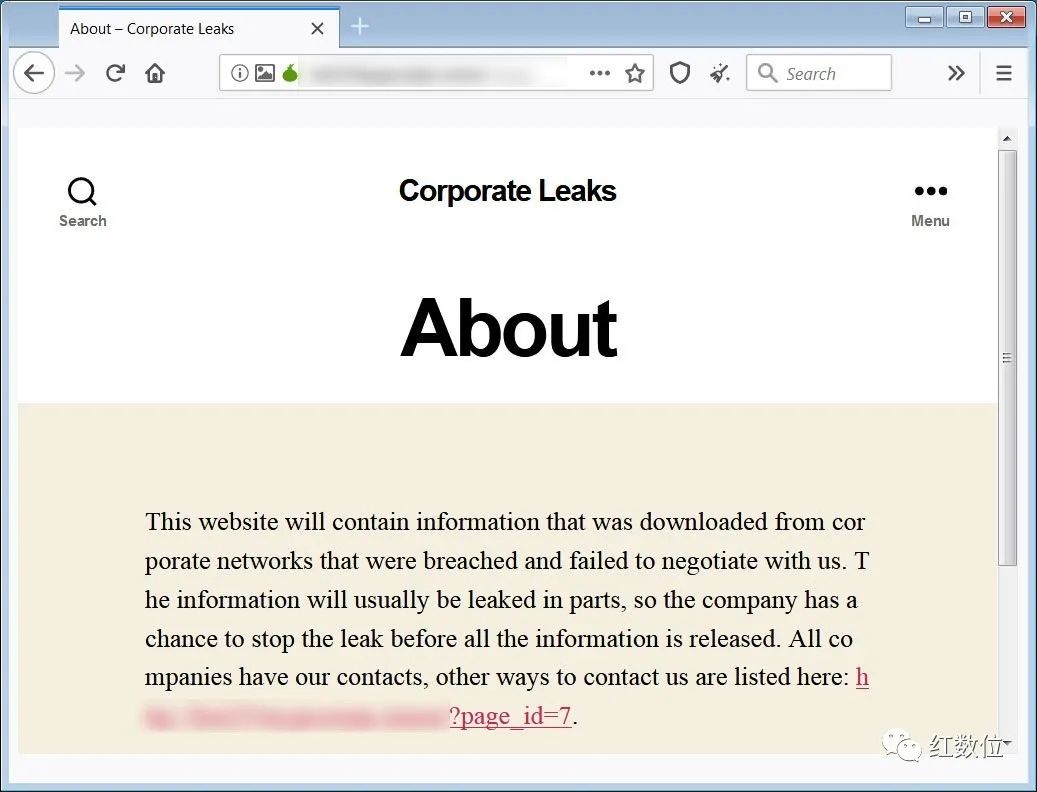 About – Corporate Leaks
Search
Search
Corporate Leaks
Menu
About
This website will contain information that was downloaded from cor
porate networks that were breached and failed to negotiate with us. T
he information will usually be leaked in parts, so the company has a
chance to stop the leak before all the information is released. All co
mpanies have our contacts, other ways to contact us are listed here: h
?page_id=7.
红数位